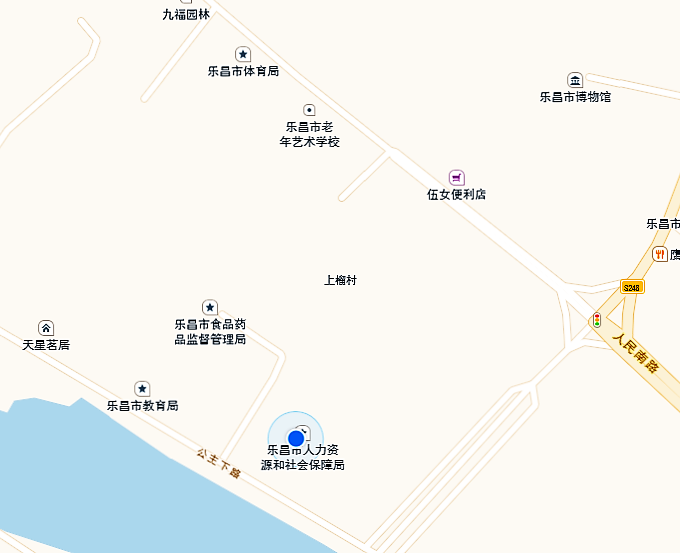 九福园林
乐昌市体育局
乐昌市博物馆
乐昌市老
年艺术学校
伍女便利店
乐昌市
鹰
上榴村
S248
乐昌市食品药
品监督管理局
天星茗居
人民南路
乐昌市教育局
乐昌市人力资
源和社会保障局
公主下路